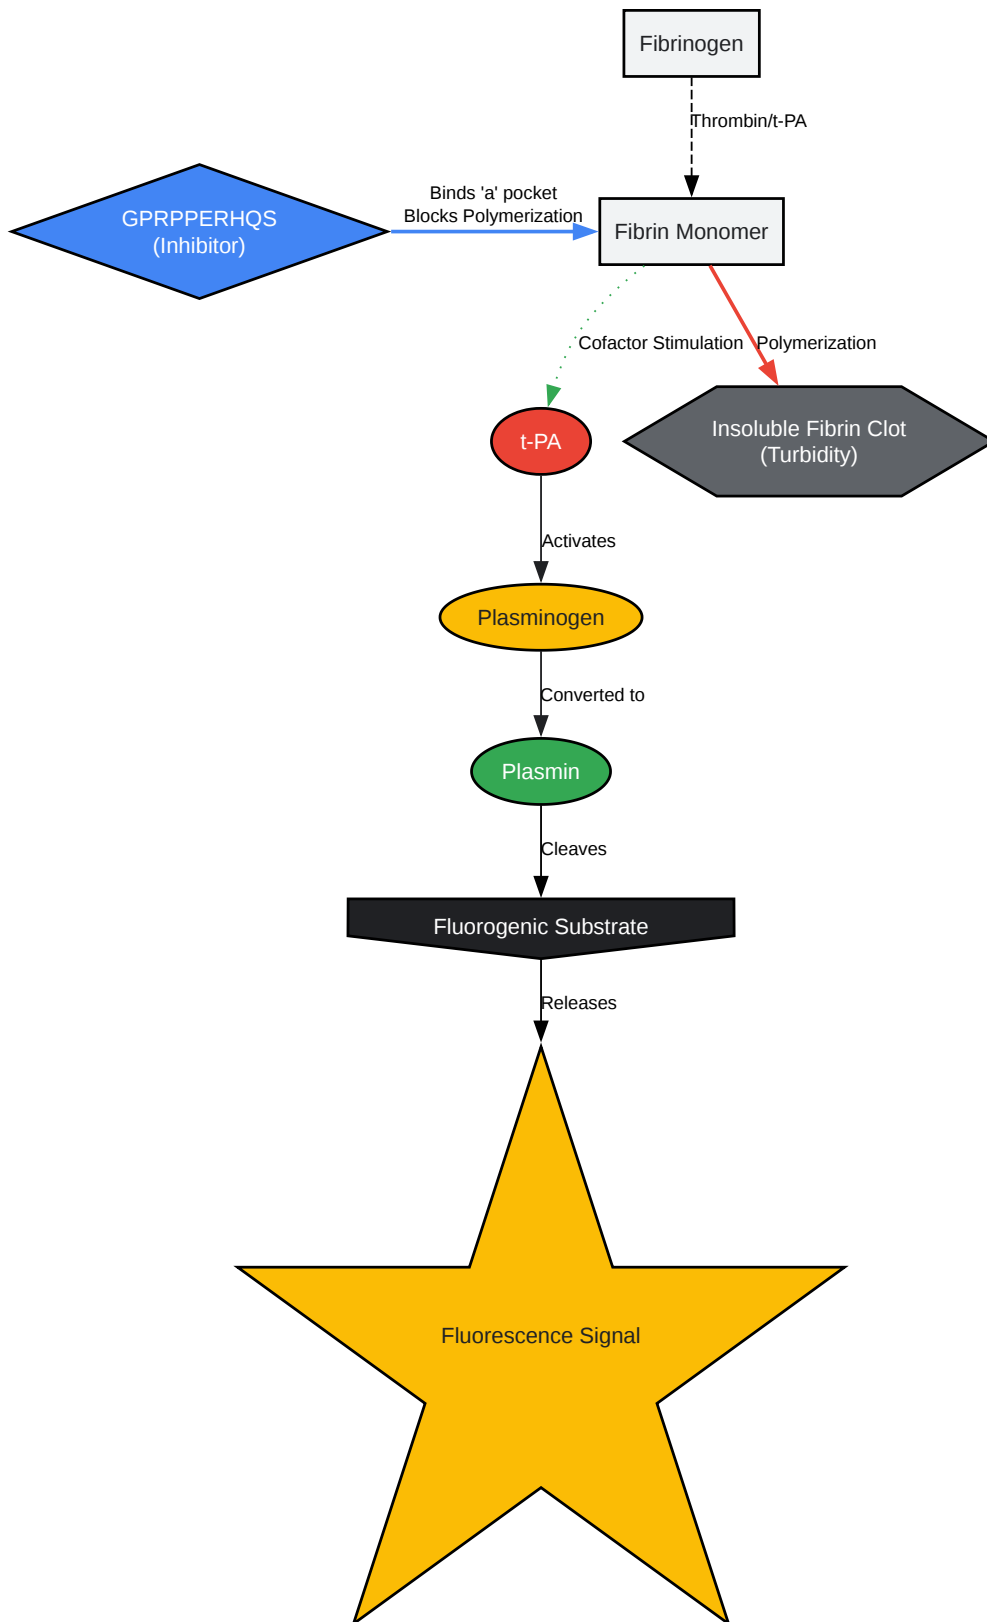 Fibrinogen
Thrombin/t-PA
GPRPPERHQS
(Inhibitor)
Binds 'a' pocket
Blocks Polymerization
Fibrin Monomer
Cofactor Stimulation
Polymerization
t-PA
Insoluble Fibrin Clot
(Turbidity)
Activates
Plasminogen
Converted to
Plasmin
Cleaves
Fluorogenic Substrate
Releases
Fluorescence Signal